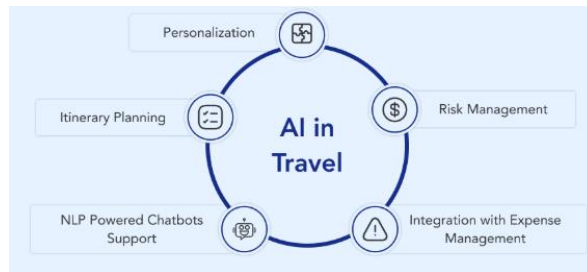 Personalization
Itinerary Planning
Risk Management
AI in
Travel
NLP Powered Chatbots
Support
Integration with Expense
Management